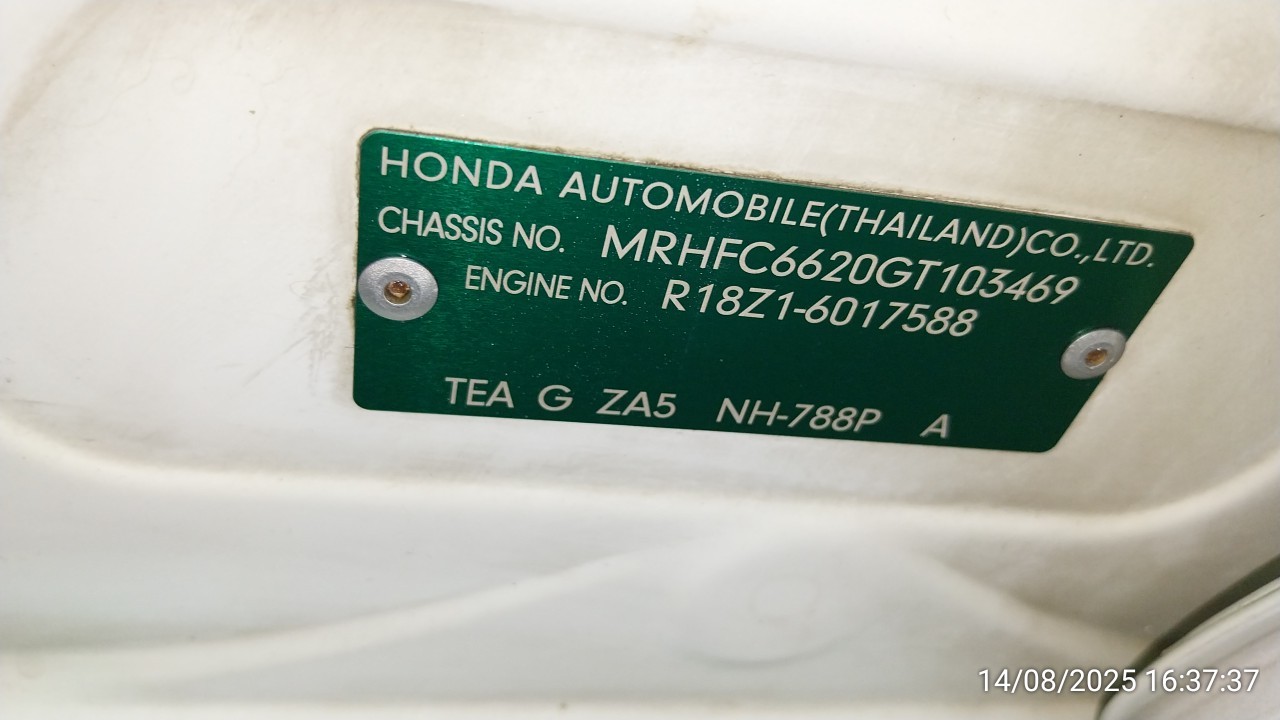 HONDA AUTOMOBILE(THAILAND)CO.,LTD.
CHASSIS NO. MRHFC6620GT103469
ENGINE NO. R18Z1-6017588
TEA G ZA5 NH-788P A
14/08/2025 16:37:37